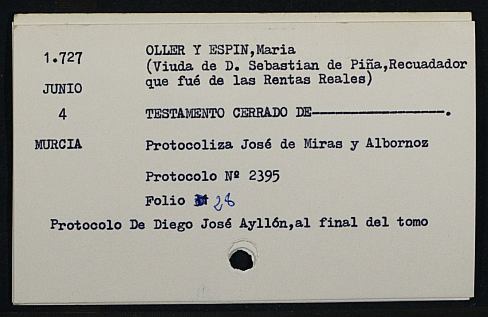 1.727 OLLER Y ESPIN,Maria
(Viuda de D. Sebastian de Piña,Recuadador
JUNIO que fué de las Rentas Reales)
4 TESTAMENTO CERRADO DE-----------------.
MURCIA Protocoliza José de Miras y Albornoz
Protocolo Nº 2395
Folio 28
Protocolo De Diego José Ayllón,al final del tomo